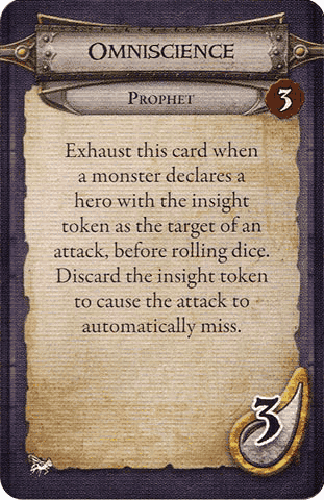 OMNISCIENCE
PROPHET
3
Exhaust this card when
a monster declares a
hero with the insight
token as the target of an
attack, before rolling dice.
Discard the insight token
to cause the attack to
automatically miss.
3